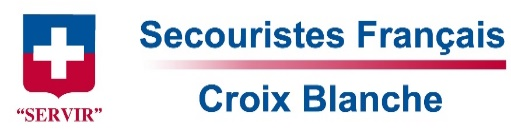 Secouristes Français
Croix Blanche
“SERVIR”